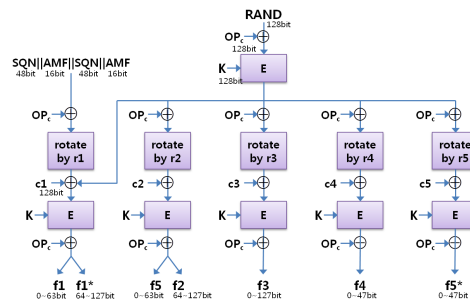 RAND
128bit
OPc
128bit
K
128bit
E
SQN||AMF||SQN||AMF
48bit 16bit 48bit 16bit
OPc OPc OPc OPc OPc
rotate by r1
rotate by r2
rotate by r3
rotate by r4
rotate by r5
c1 c2 c3 c4 c5
128bit
K E K E K E K E K E
OPc OPc OPc OPc OPc
f1 f1* f5 f2 f3 f4 f5*
0~63bit 64~127bit 0~63bit 64~127bit 0~127bit 0~47bit 0~47bit